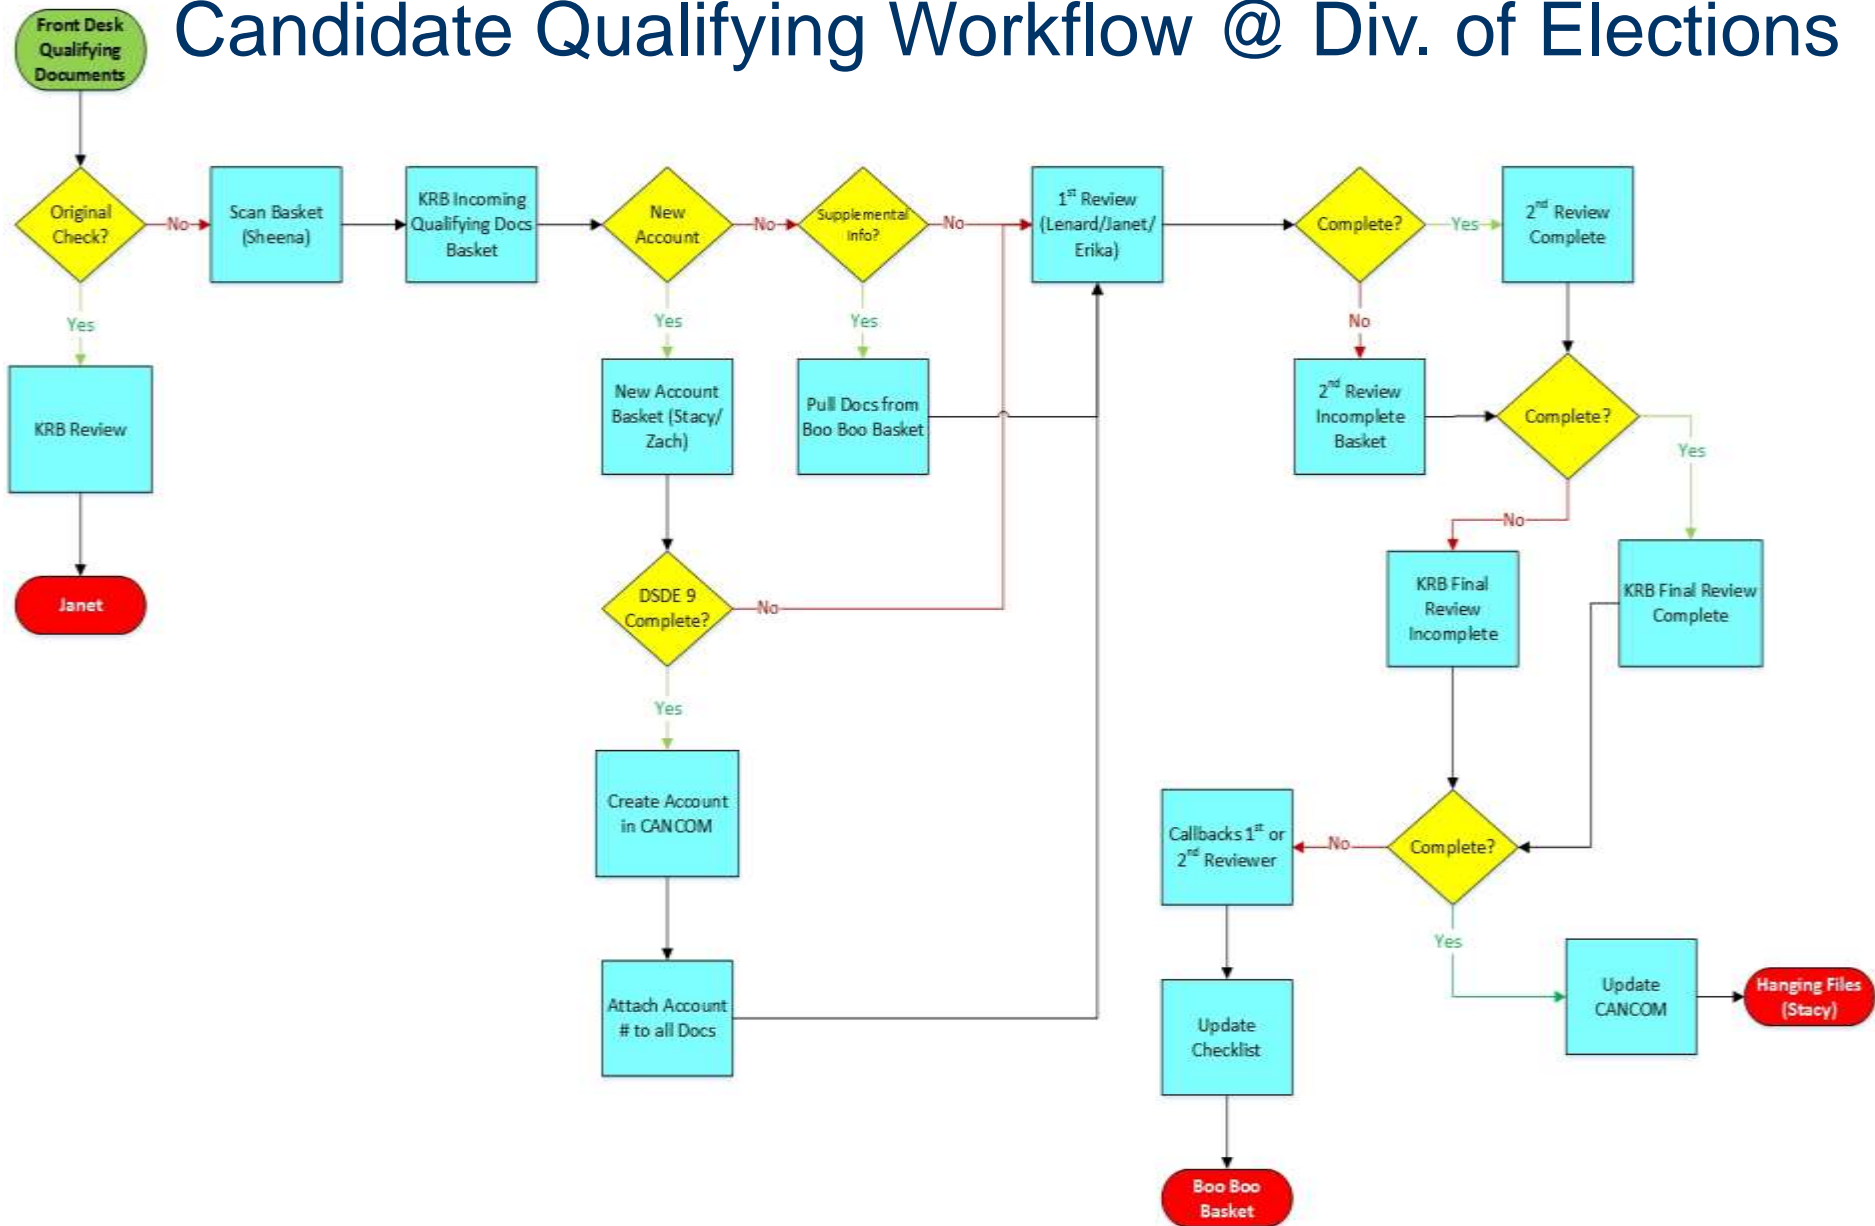 Candidate Qualifying Workflow @ Div. of Elections
Front Desk
Qualifying
Documents
Original
Check?
No
Scan Basket
(Sheena)
KRB Incoming
Qualifying Docs
Basket
New
Account
No
Supplemental
Info?
No
1st Review
(Lenard/Janet/
Erika)
Complete?
Yes
2nd Review
Complete
Yes
Yes
Yes
No
KRB Review
New Account
Basket (Stacy/
Zach)
Pull Docs from
Boo Boo Basket
2nd Review
Incomplete
Basket
Complete?
Yes
No
Janet
DSDE 9
Complete?
No
KRB Final
Review
Incomplete
KRB Final Review
Complete
Yes
Create Account
in CANCOM
Callbacks 1st or
2nd Reviewer
No
Complete?
Yes
Attach Account
# to all Docs
Update
Checklist
Update
CANCOM
Hanging Files
(Stacy)
Boo Boo
Basket